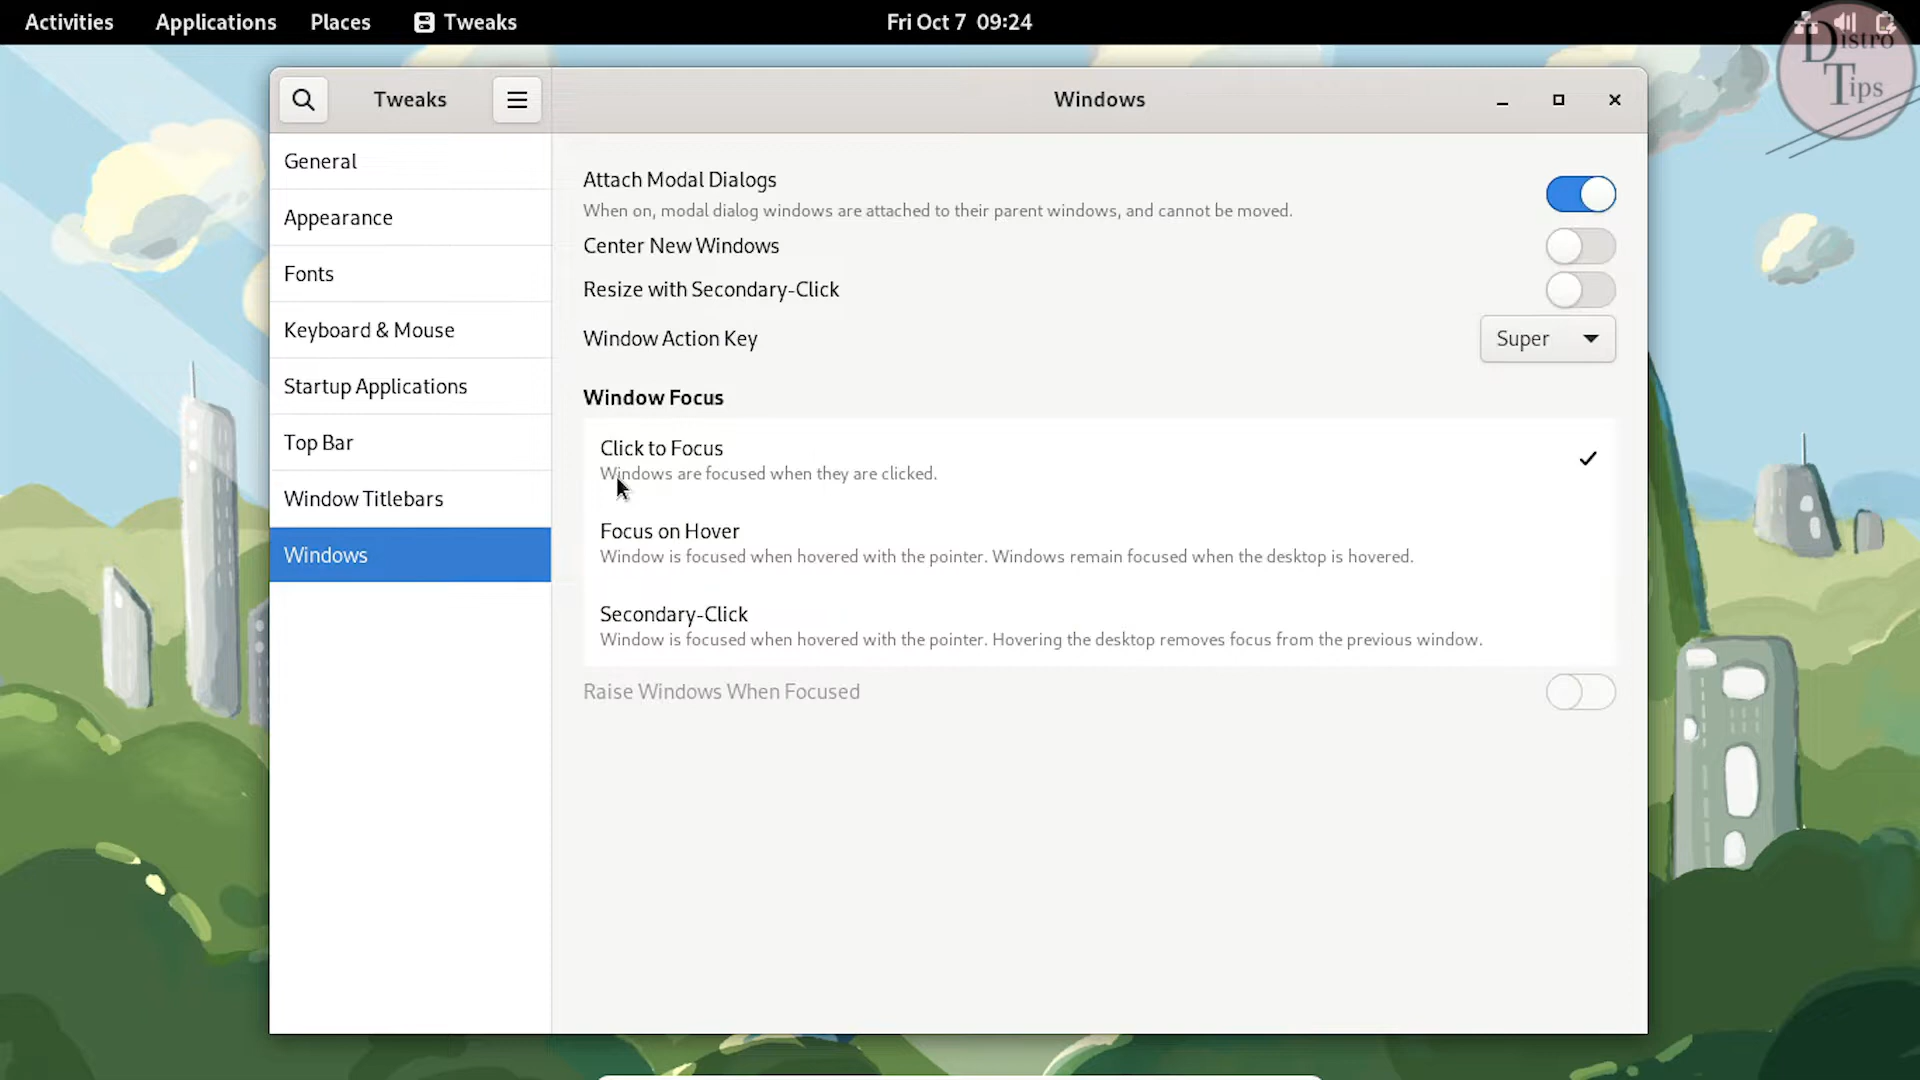 Activities
Applications
Places
Tweaks
Fri Oct 7 09:24
Distro
Tips
Tweaks
Windows
General
Appearance
Fonts
Keyboard & Mouse
Startup Applications
Top Bar
Window Titlebars
Windows
Attach Modal Dialogs
When on, modal dialog windows are attached to their parent windows, and cannot be moved.
Center New Windows
Resize with Secondary-Click
Window Action Key
Super
Window Focus
Click to Focus
Windows are focused when they are clicked.
Focus on Hover
Window is focused when hovered with the pointer. Windows remain focused when the desktop is hovered.
Secondary-Click
Window is focused when hovered with the pointer. Hovering the desktop removes focus from the previous window.
Raise Windows When Focused